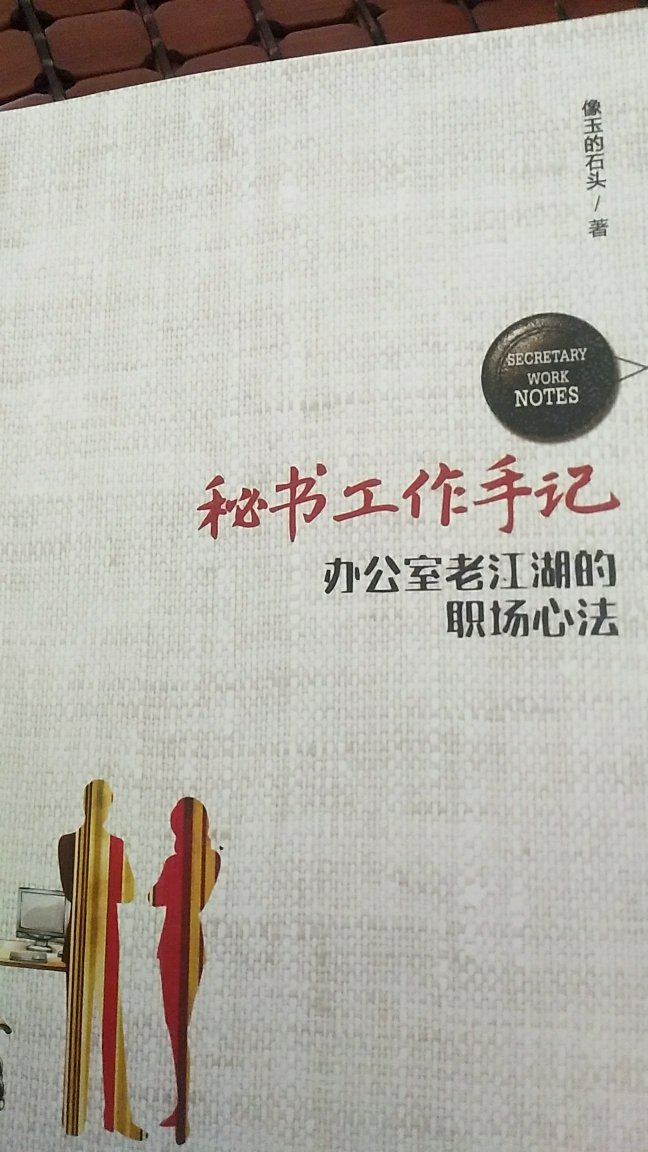 像玉的石头/著
SECRETARY
WORK
NOTES
秘书工作手记
办公室老江湖的
职场心法